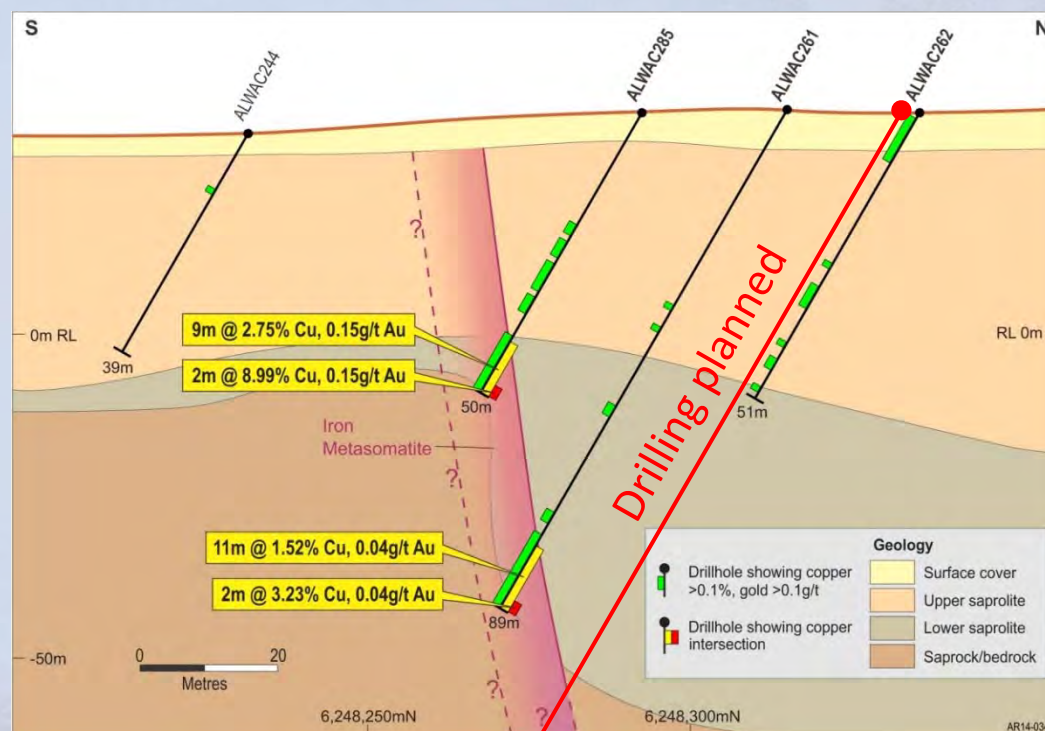 S
N
ALWAC244
ALWAC285
ALWAC261
ALWAC262
Drilling planned
?
0m RL
RL 0m
9m @ 2.75% Cu, 0.15g/t Au
2m @ 8.99% Cu, 0.15g/t Au
39m
50m
51m
Iron
Metasomatite
?
11m @ 1.52% Cu, 0.04g/t Au
2m @ 3.23% Cu, 0.04g/t Au
89m
-50m
0
20
Metres
?
?
6,248,250mN
6,248,300mN
Geology
Drillhole showing copper
>0.1%, gold >0.1g/t
Drillhole showing copper
intersection
Surface cover
Upper saprolite
Lower saprolite
Saprock/bedrock